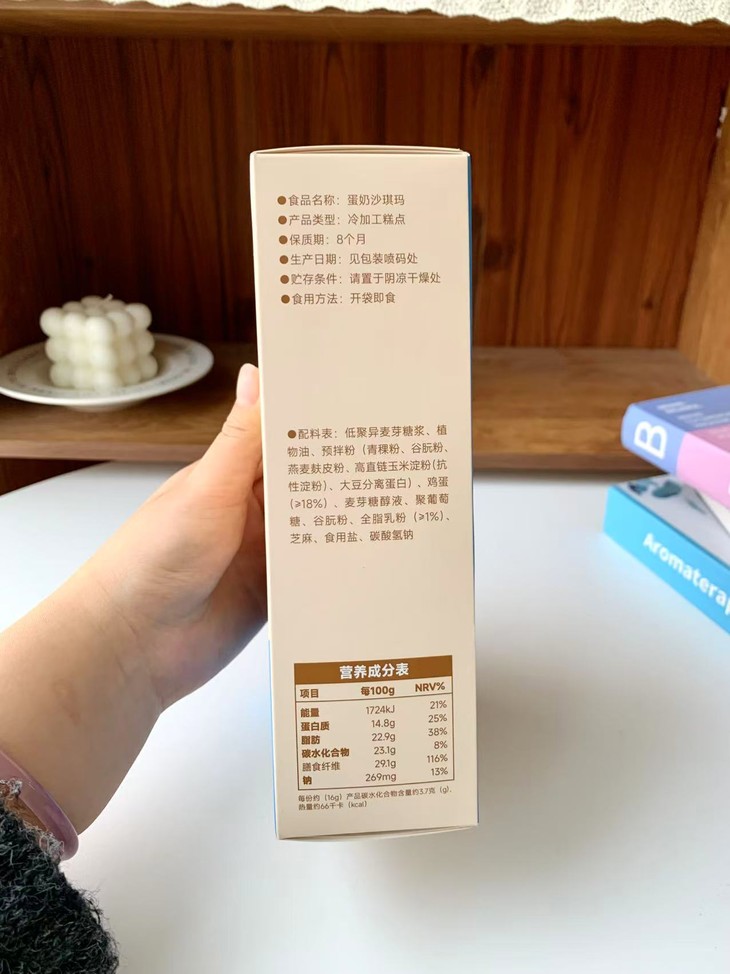 ●食品名称：蛋奶沙琪玛
●产品类型：冷加工糕点
●保质期：8个月
●生产日期：见包装喷码处
●贮存条件：请置于阴凉干燥处
●食用方法：开袋即食
●配料表：低聚异麦芽糖浆、植
物油、预拌粉（青稞粉、谷朊粉、
燕麦麸皮粉、高直链玉米淀粉(抗
性淀粉)、大豆分离蛋白）、鸡蛋
(≥18%）、麦芽糖醇液、聚葡萄
糖、谷朊粉、全脂乳粉（≥1%）、
芝麻、食用盐、碳酸氢钠
营养成分表
项目 每100g NRV%
能量 1724kJ 21%
蛋白质 14.8g 25%
脂肪 22.9g 38%
碳水化合物 23.1g 8%
膳食纤维 29.1g 116%
钠 269mg 13%
每份约（16g）产品碳水化合物含量约3.7克（g),
热量约66千卡（kcal）
B
Aromaterap